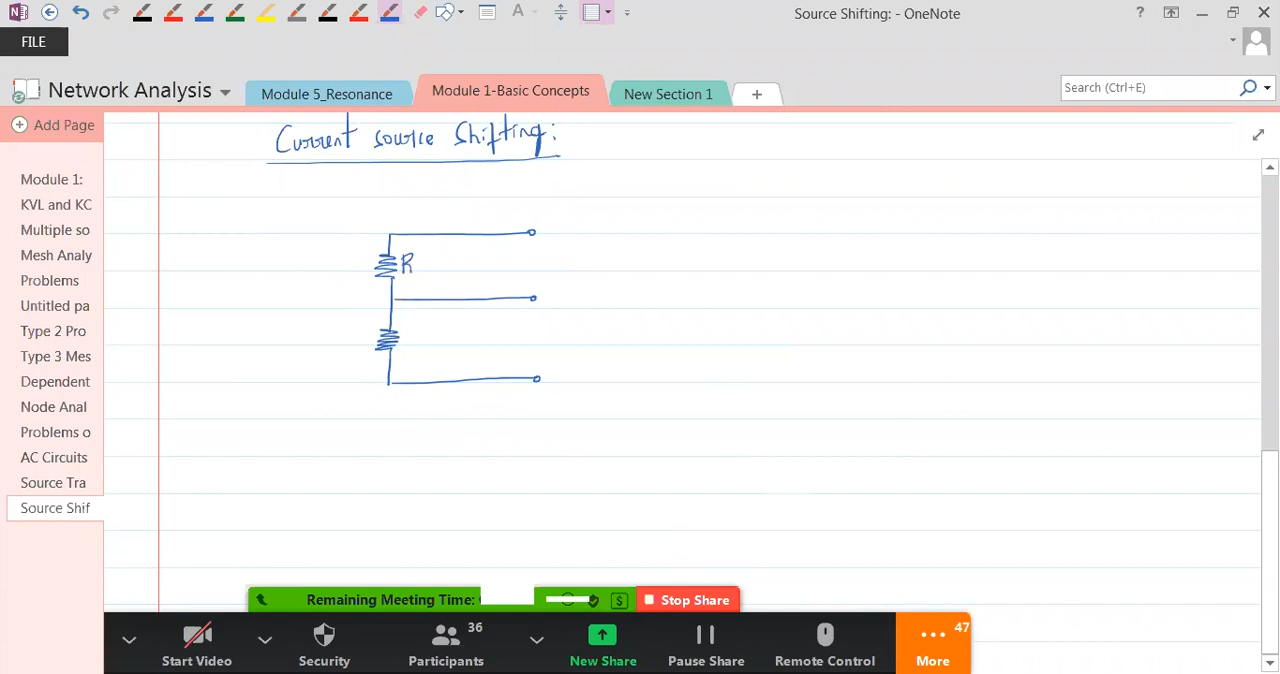 Source Shifting: - OneNote
?
FILE
Network Analysis
Module 5_Resonance
Module 1-Basic Concepts
New Section 1
+
Search (Ctrl+E)
Add Page
Current source Shifting:
Module 1:
KVL and KC
Multiple so
Mesh Analy
Problems
Untitled pa
Type 2 Pro
Type 3 Mes
Dependent
Node Anal
Problems o
AC Circuits
Source Tra
Source Shif
R
Remaining Meeting Time:
Stop Share
Start Video
Security
36
Participants
New Share
Pause Share
Remote Control
47
More